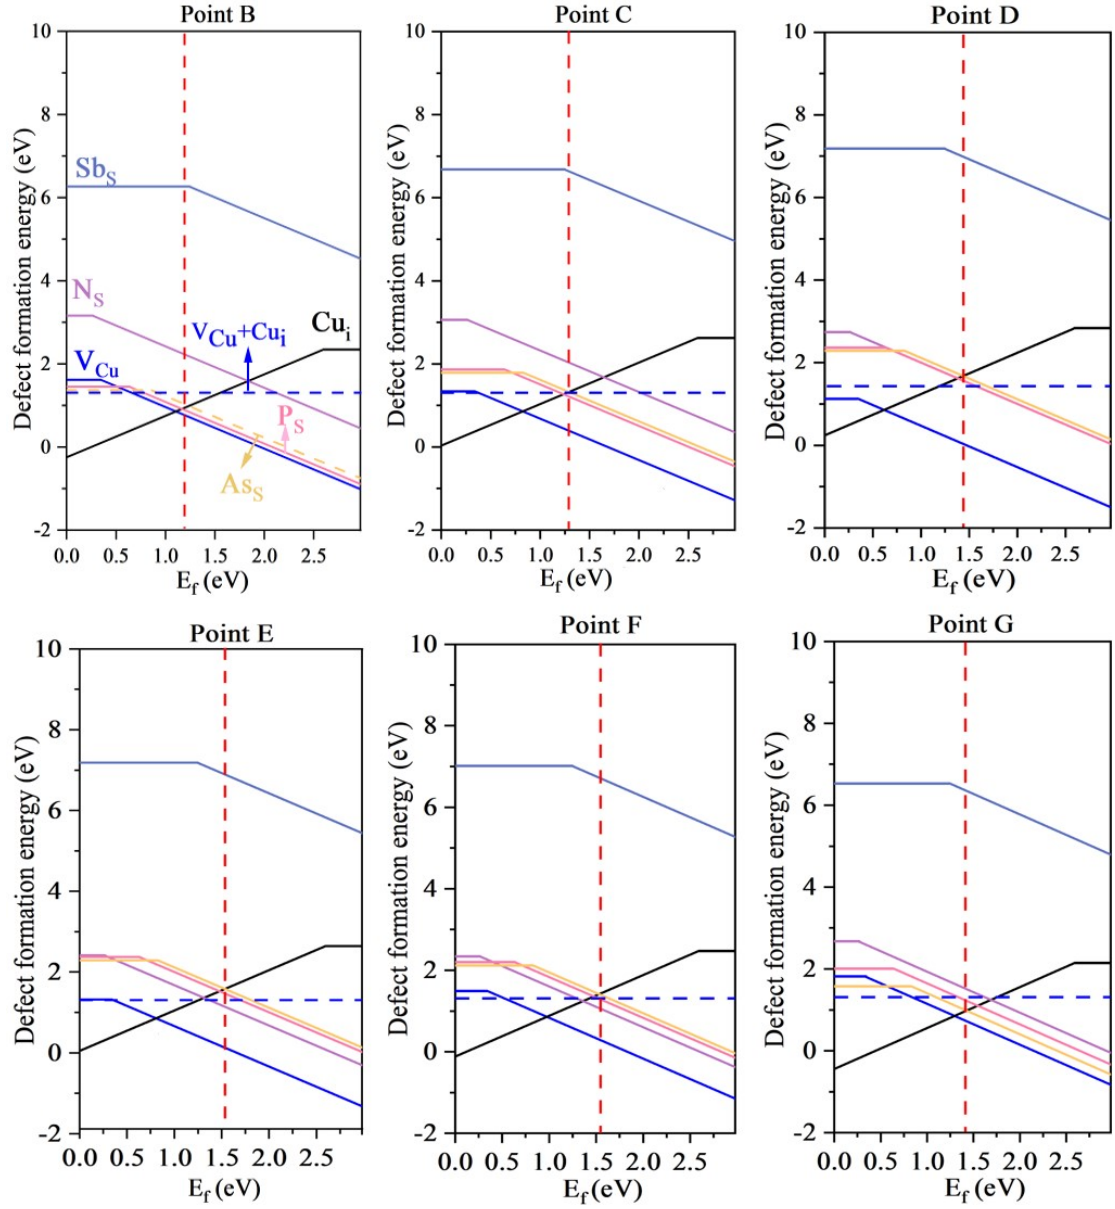 Point B
Point C
Point D
Defect formation energy (eV)
10
8
6
4
2
0
-2
Sb_S
N_S
V_Cu
V_Cu+Cu_i
Cu_i
P_S
As_S
0.0 0.5 1.0 1.5 2.0 2.5
E_f (eV)
Defect formation energy (eV)
10
8
6
4
2
0
-2
0.0 0.5 1.0 1.5 2.0 2.5
E_f (eV)
Defect formation energy (eV)
10
8
6
4
2
0
-2
0.0 0.5 1.0 1.5 2.0 2.5
E_f (eV)
Point E
Point F
Point G
Defect formation energy (eV)
10
8
6
4
2
0
-2
0.0 0.5 1.0 1.5 2.0 2.5
E_f (eV)
Defect formation energy (eV)
10
8
6
4
2
0
-2
0.0 0.5 1.0 1.5 2.0 2.5
E_f (eV)
Defect formation energy (eV)
10
8
6
4
2
0
-2
0.0 0.5 1.0 1.5 2.0 2.5
E_f (eV)